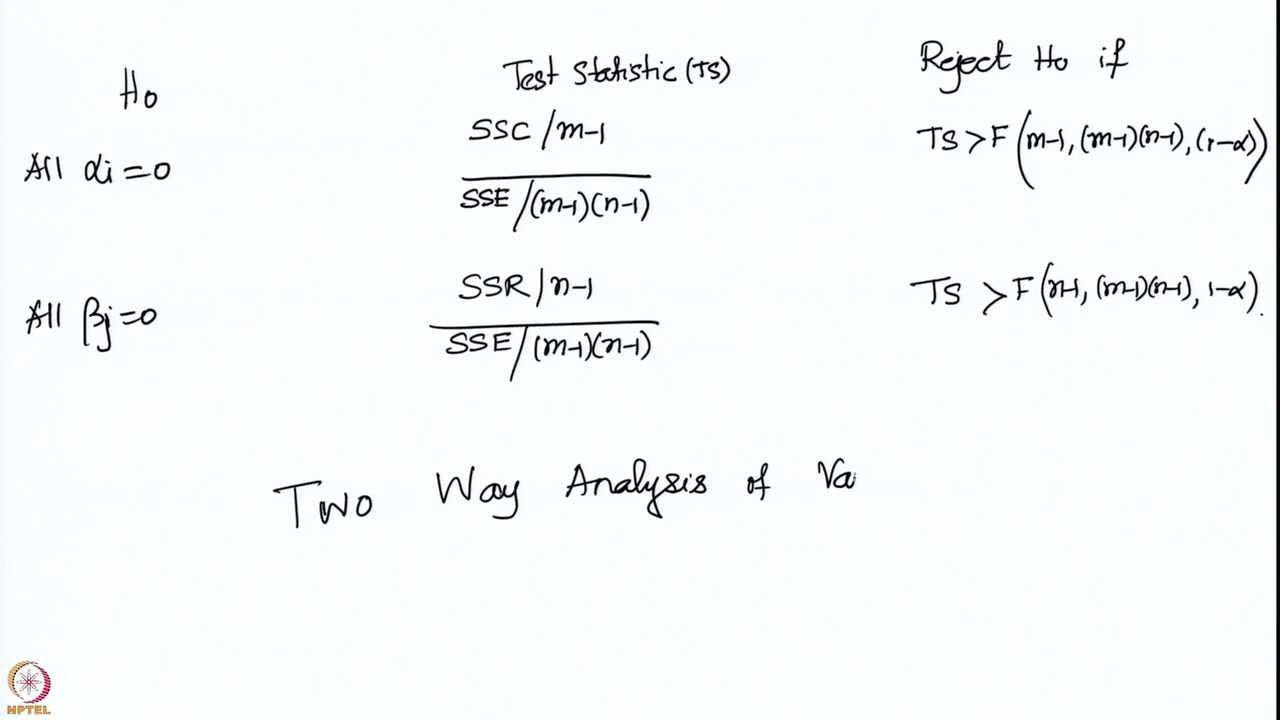 H₀ Test Statistic (TS) Reject H₀ if
All αi = 0 SSC / m-1 TS > F (m-1, (m-1)(n-1), (1-α))
SSE / (m-1)(n-1)
All βj = 0 SSR / n-1 TS > F (n-1, (m-1)(n-1), 1-α).
SSE / (m-1)(n-1)
Two Way Analysis of Va
NPTEL